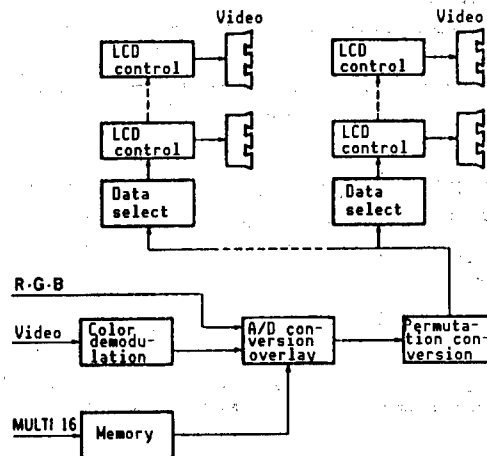 Video
Video
LCD
control
LCD
control
LCD
control
LCD
control
Data
select
Data
select
R·G·B
Video
Color
demodu-
lation
A/D con-
version
overlay
Permuta-
tion con-
version
MULTI 16
Memory